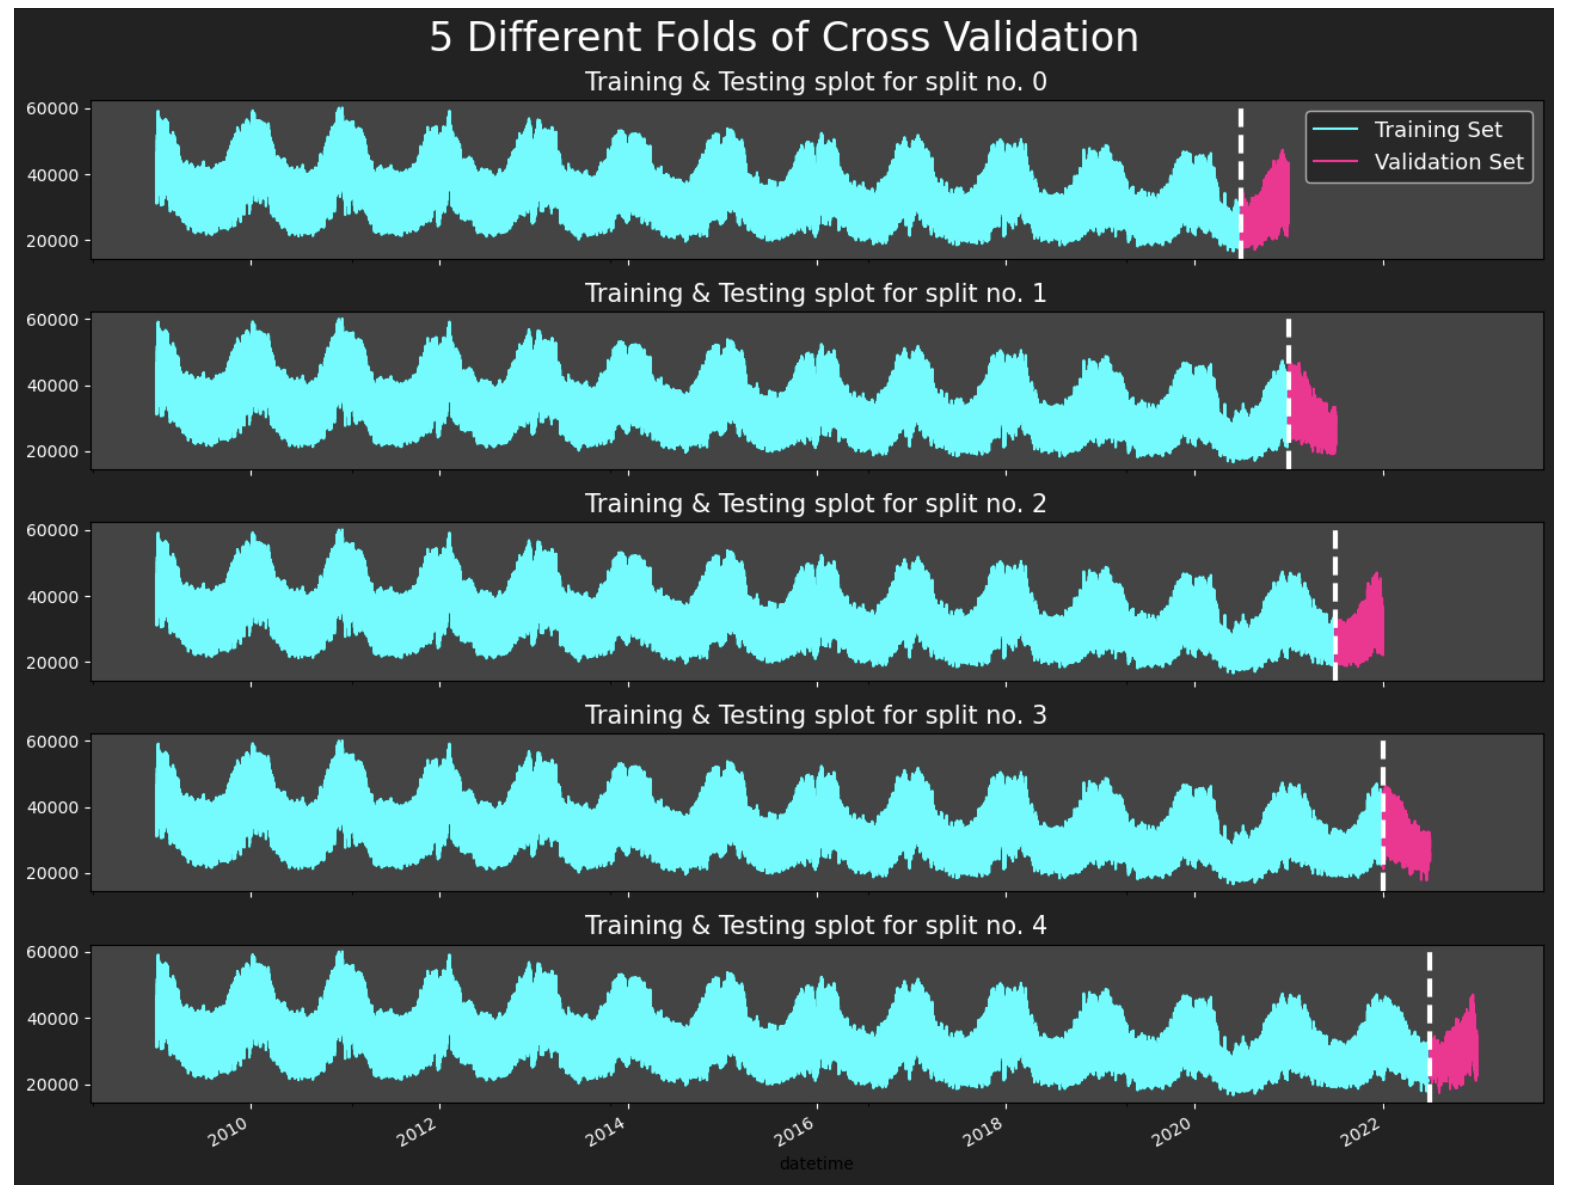 5 Different Folds of Cross Validation
Training & Testing splot for split no. 0
60000
40000
20000
Training Set
Validation Set
Training & Testing splot for split no. 1
60000
40000
20000
Training & Testing splot for split no. 2
60000
40000
20000
Training & Testing splot for split no. 3
60000
40000
20000
Training & Testing splot for split no. 4
60000
40000
20000
2010 2012 2014 2016 2018 2020 2022
datetime